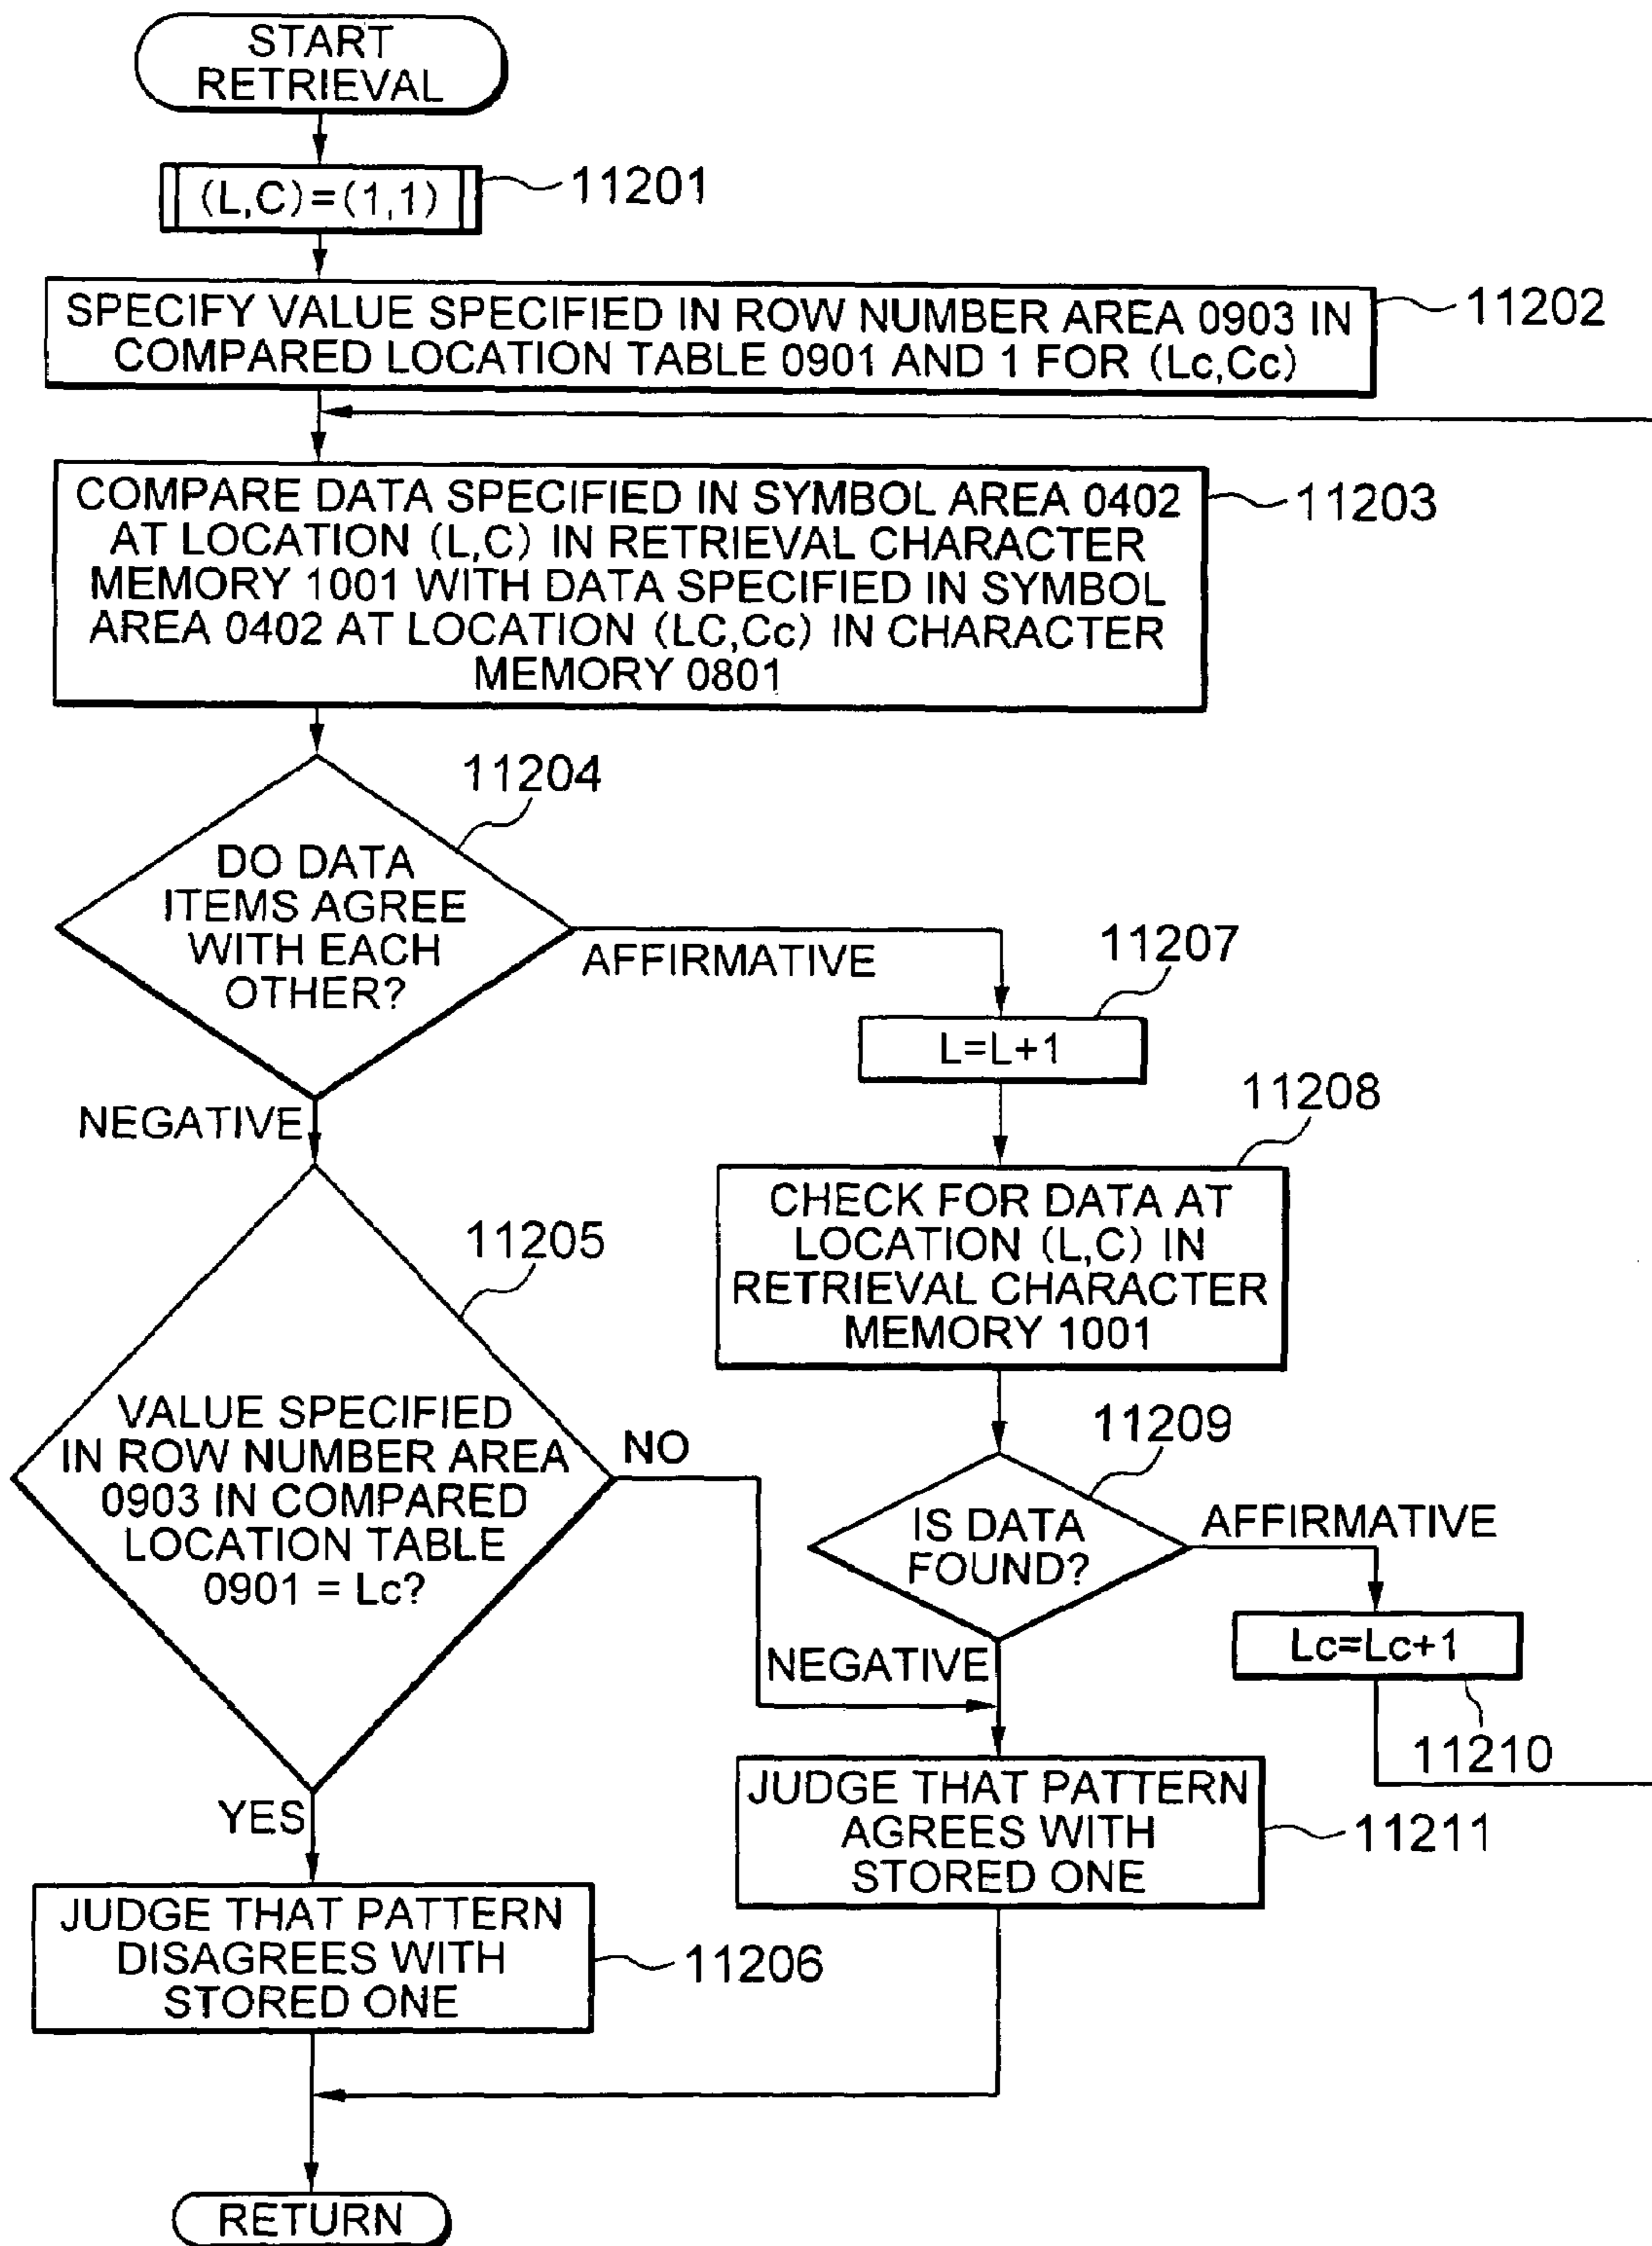 START
RETRIEVAL
(L,C)=(1,1)
11201
SPECIFY VALUE SPECIFIED IN ROW NUMBER AREA 0903 IN
COMPARED LOCATION TABLE 0901 AND 1 FOR (Lc,Cc)
11202
COMPARE DATA SPECIFIED IN SYMBOL AREA 0402
AT LOCATION (L,C) IN RETRIEVAL CHARACTER
MEMORY 1001 WITH DATA SPECIFIED IN SYMBOL
AREA 0402 AT LOCATION (LC,Cc) IN CHARACTER
MEMORY 0801
11203
11204
DO DATA
ITEMS AGREE
WITH EACH
OTHER?
AFFIRMATIVE
NEGATIVE
11207
L=L+1
11208
CHECK FOR DATA AT
LOCATION (L,C) IN
RETRIEVAL CHARACTER
MEMORY 1001
11205
VALUE SPECIFIED
IN ROW NUMBER AREA
0903 IN COMPARED
LOCATION TABLE
0901 = Lc?
NO
YES
11209
IS DATA
FOUND?
AFFIRMATIVE
NEGATIVE
Lc=Lc+1
11210
JUDGE THAT PATTERN
AGREES WITH
STORED ONE
11211
JUDGE THAT PATTERN
DISAGREES WITH
STORED ONE
11206
RETURN